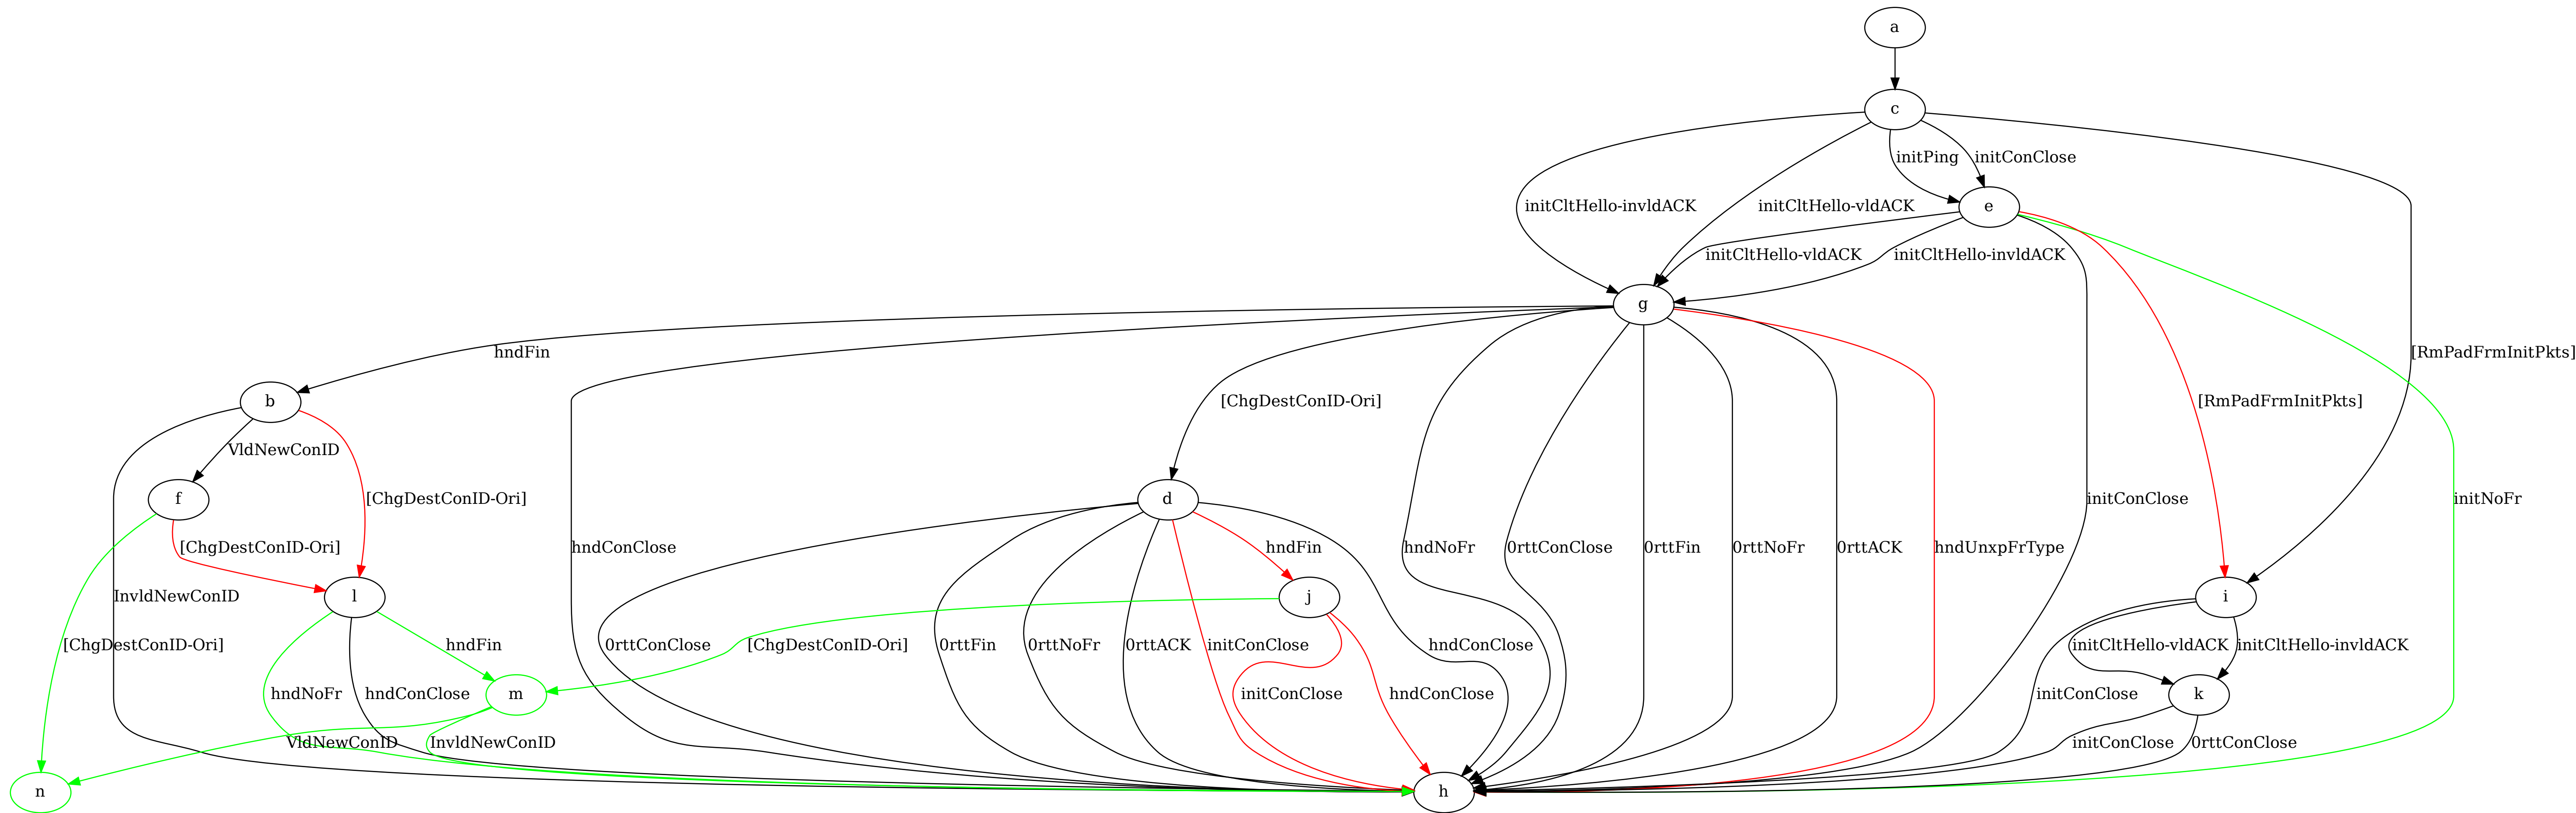 a
c
initPing
initConClose
initCltHello-invldACK
initCltHello-vldACK
e
initCltHello-vldACK
initCltHello-invldACK
g
hndFin
[RmPadFrmInitPkts]
b
[ChgDestConID-Ori]
[RmPadFrmInitPkts]
VldNewConID
f
[ChgDestConID-Ori]
d
initConClose
initNoFr
[ChgDestConID-Ori]
hndConClose
hndFin
hndNoFr
0rttConClose
0rttFin
0rttNoFr
0rttACK
hndUnxpFrType
InvldNewConID
l
j
i
[ChgDestConID-Ori]
hndFin
0rttConClose
[ChgDestConID-Ori]
0rttFin
0rttNoFr
0rttACK
initConClose
hndConClose
initCltHello-vldACK
initCltHello-invldACK
hndNoFr
hndConClose
m
initConClose
hndConClose
initConClose
k
VldNewConID
InvldNewConID
initConClose
0rttConClose
n
h